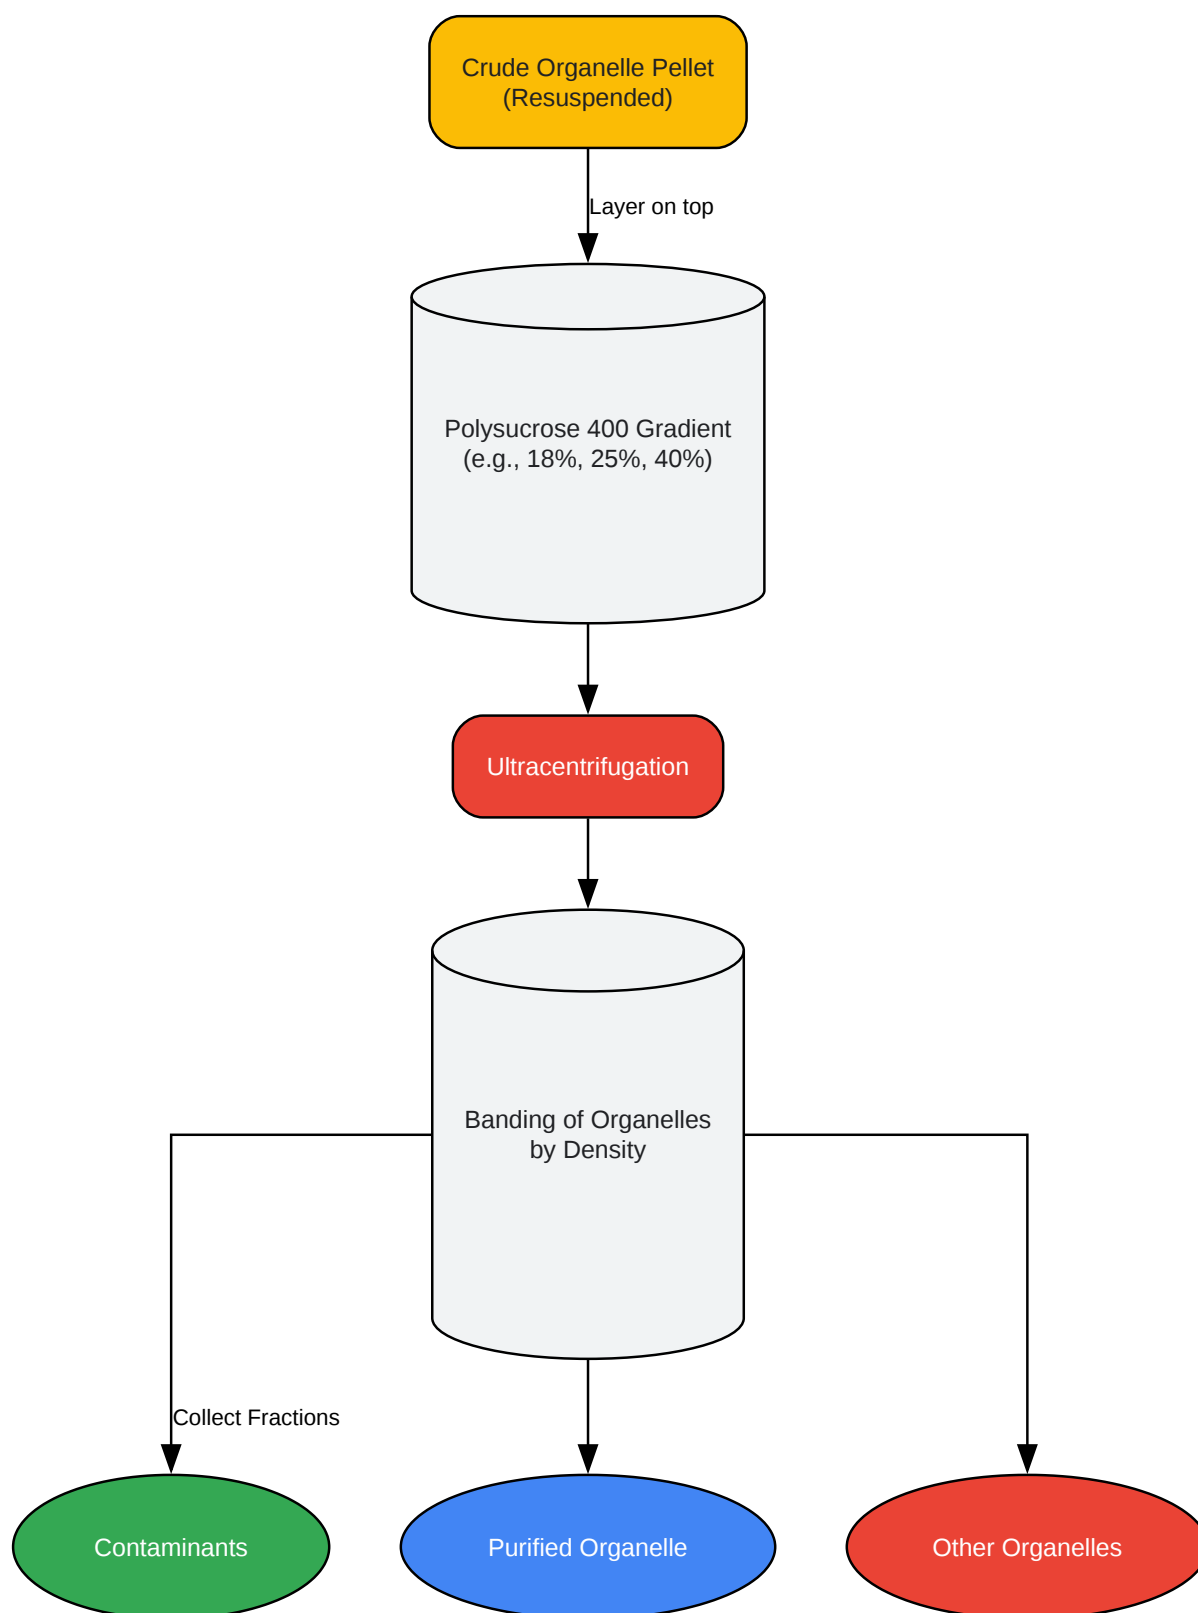 Crude Organelle Pellet
(Resuspended)
Layer on top
Polysucrose 400 Gradient
(e.g., 18%, 25%, 40%)
Ultracentrifugation
Banding of Organelles
by Density
Collect Fractions
Contaminants
Purified Organelle
Other Organelles